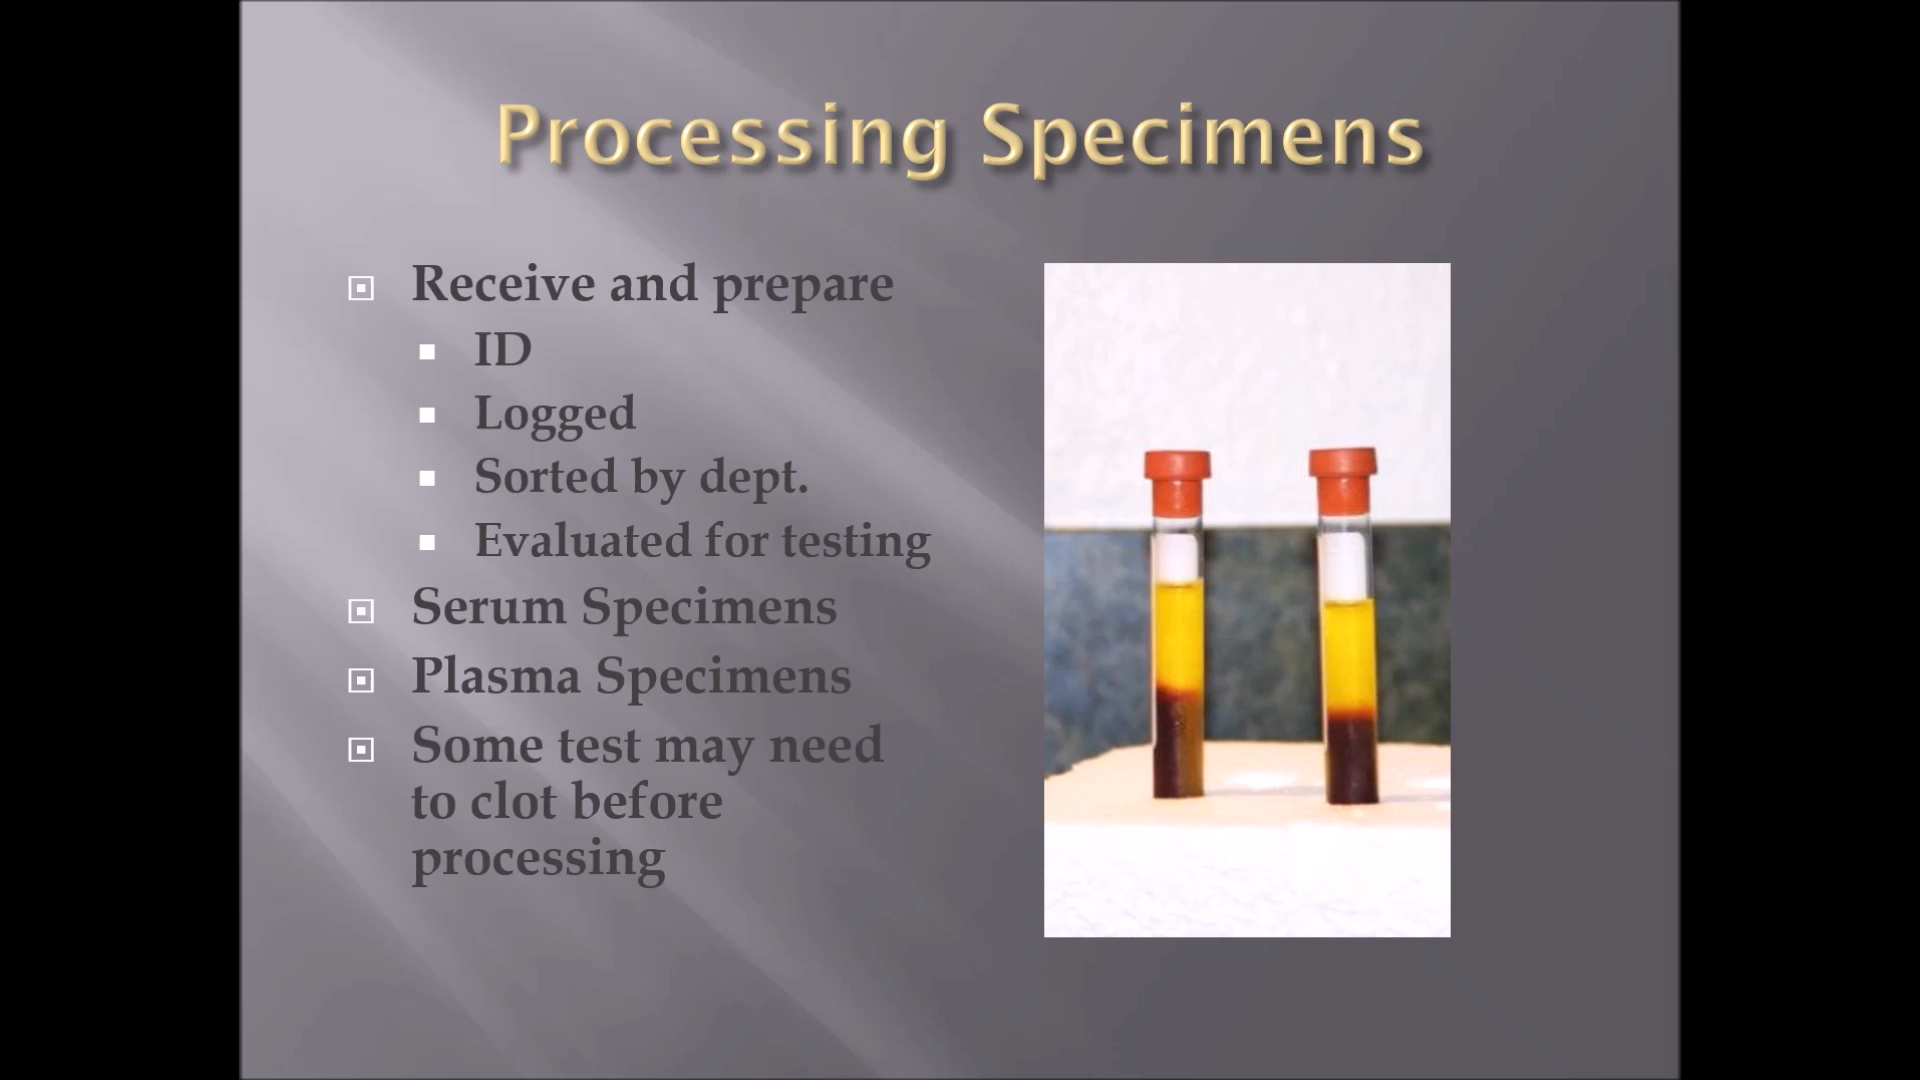 Processing Specimens
Receive and prepare
ID
Logged
Sorted by dept.
Evaluated for testing
Serum Specimens
Plasma Specimens
Some test may need
to clot before
processing